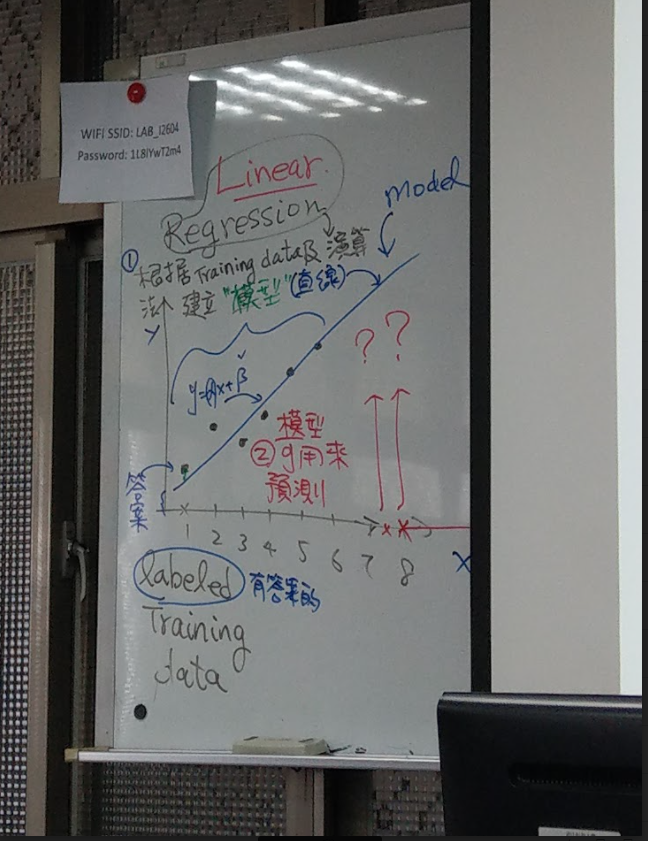 WIFI SSID: LAB_I2604
Password: 1L8IYwT2m4
Linear
Regression
Model
① 根据 Training data及 演算
法 建立 "模型" (直線)
Y
y=αx+β
? ?
模型
② 可用来
預測
答案
1 2 3 4 5 6 7 8
X
labeled 有答案的
Training
data